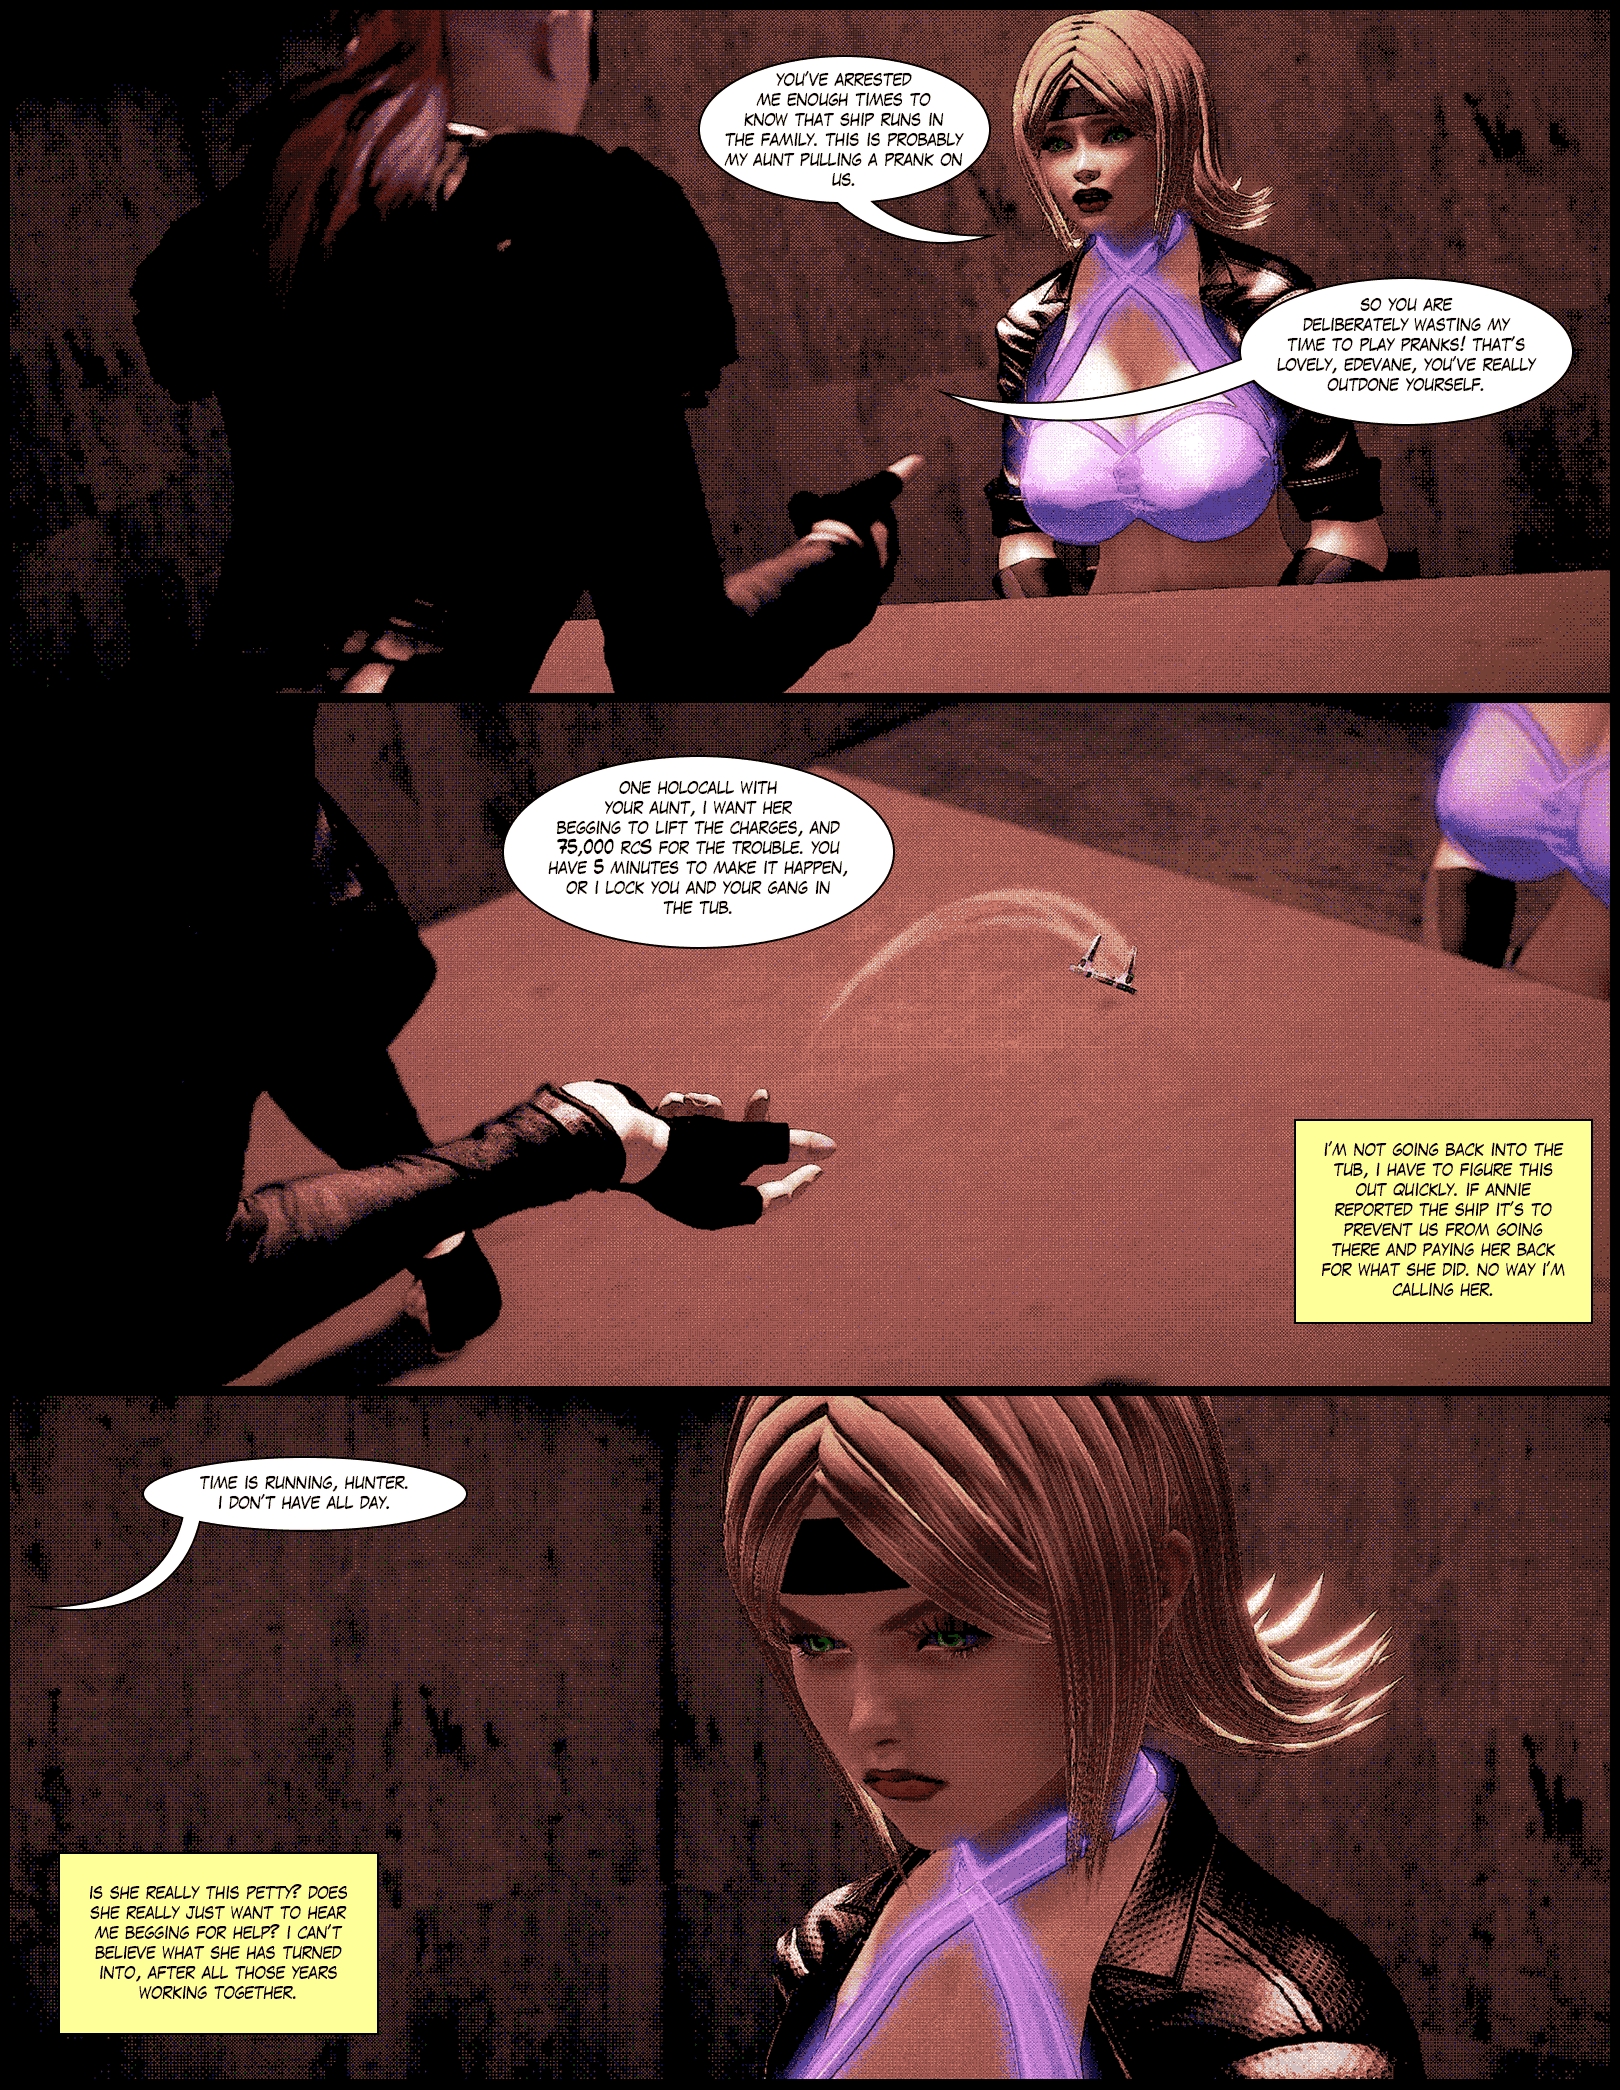 YOU'VE ARRESTED
ME ENOUGH TIMES TO
KNOW THAT SHIP RUNS IN
THE FAMILY. THIS IS PROBABLY
MY AUNT PULLING A PRANK ON
US.
SO YOU ARE
DELIBERATELY WASTING MY
TIME TO PLAY PRANKS! THAT'S
LOVELY, EDEVANE, YOU'VE REALLY
OUTDONE YOURSELF.
ONE HOLOCALL WITH
YOUR AUNT, I WANT HER
BEGGING TO LIFT THE CHARGES, AND
75,000 RCS FOR THE TROUBLE. YOU
HAVE 5 MINUTES TO MAKE IT HAPPEN,
OR I LOCK YOU AND YOUR GANG IN
THE TUB.
I'M NOT GOING BACK INTO THE
TUB, I HAVE TO FIGURE THIS
OUT QUICKLY. IF ANNIE
REPORTED THE SHIP IT'S TO
PREVENT US FROM GOING
THERE AND PAYING HER BACK
FOR WHAT SHE DID. NO WAY I'M
CALLING HER.
TIME IS RUNNING, HUNTER.
I DON'T HAVE ALL DAY.
IS SHE REALLY THIS PETTY? DOES
SHE REALLY JUST WANT TO HEAR
ME BEGGING FOR HELP? I CAN'T
BELIEVE WHAT SHE HAS TURNED
INTO, AFTER ALL THOSE YEARS
WORKING TOGETHER.